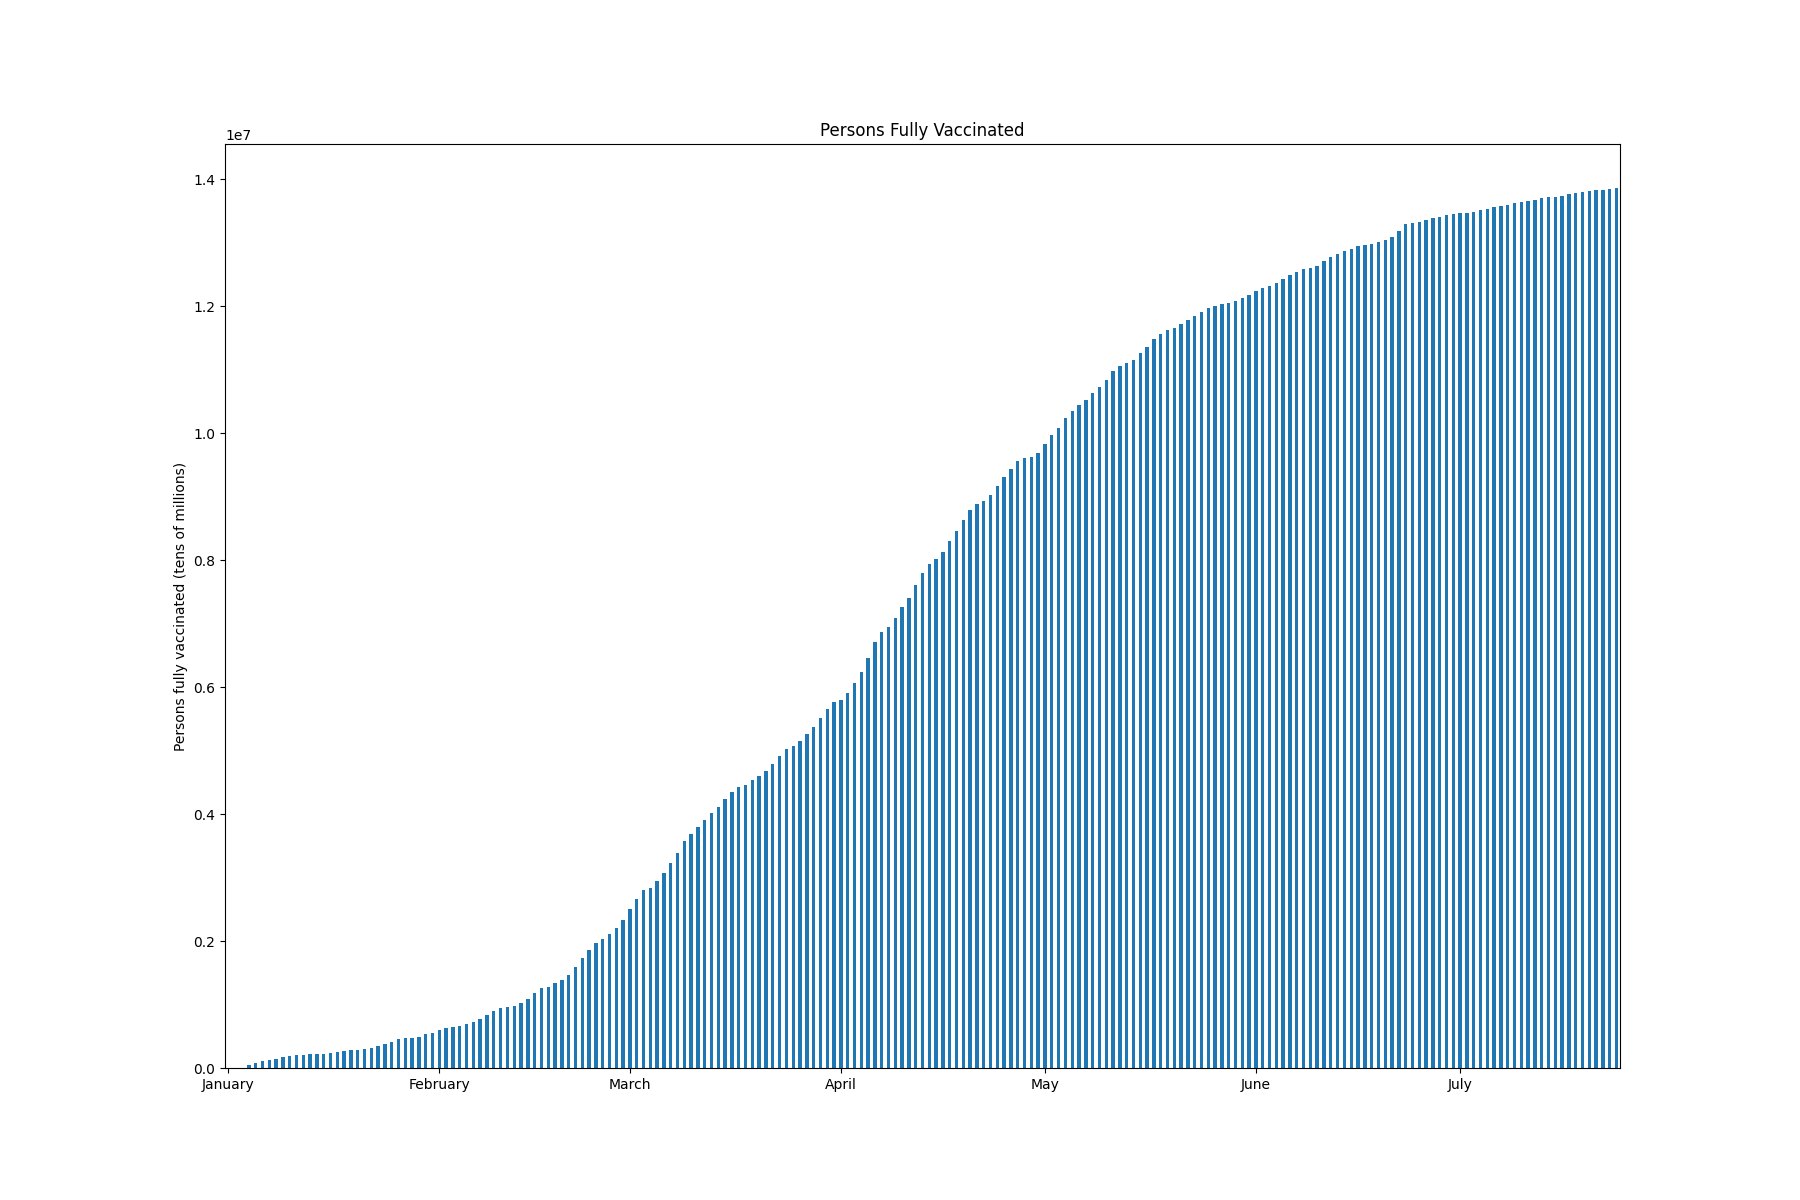 Persons Fully Vaccinated
1e7
1.4
1.2
1.0
0.8
0.6
0.4
0.2
0.0
Persons fully vaccinated (tens of millions)
January February March April May June July